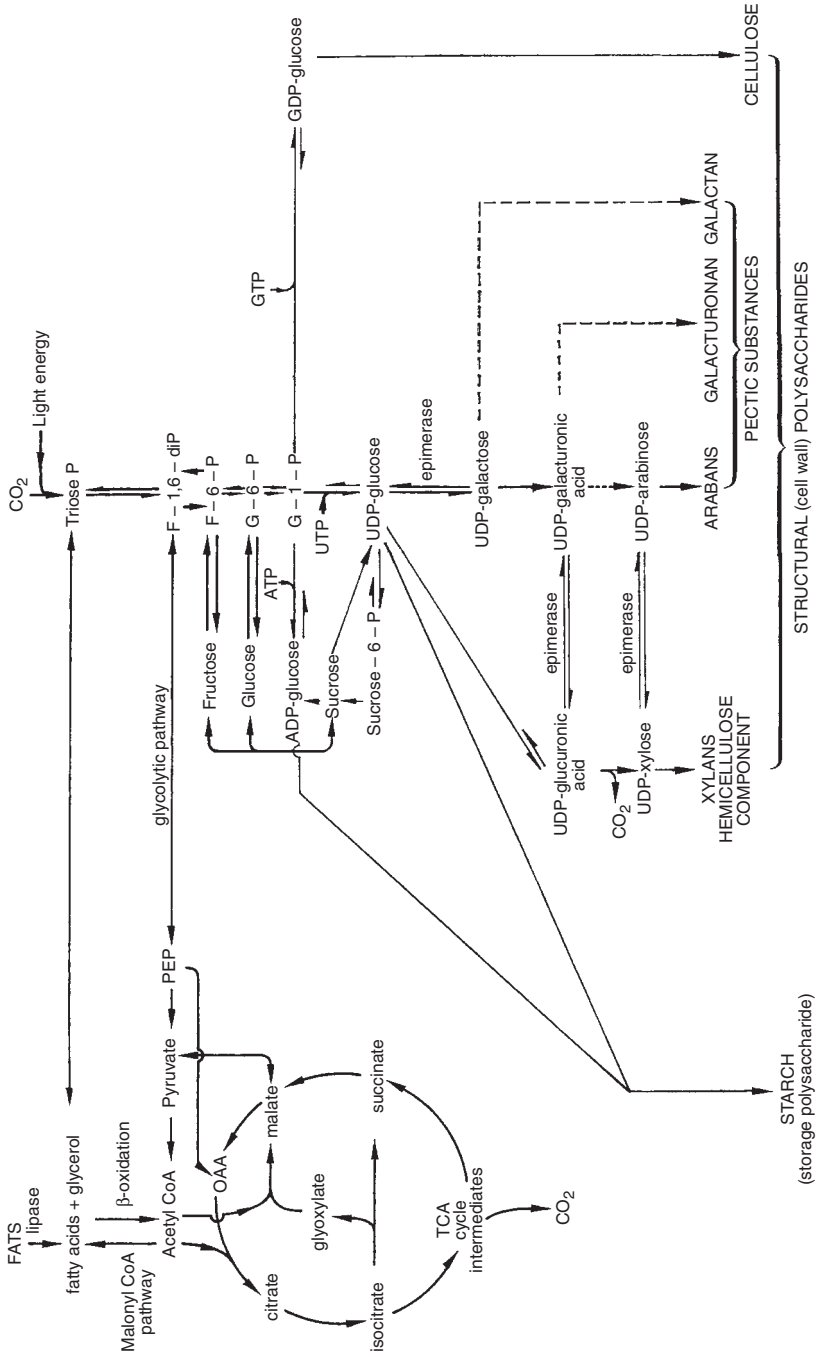 FATS
lipase
fatty acids + glycerol
Malonyl CoA
pathway
β-oxidation
Acetyl CoA
Pyruvate
PEP
glycolytic pathway
OAA
malate
citrate
glyoxylate
succinate
isocitrate
TCA
cycle
intermediates
CO2
CO2
Light energy
Triose P
F – 1,6 – diP
F – 6 – P
G – 6 – P
G – 1 – P
Fructose
Glucose
ADP-glucose
ATP
GTP
GDP-glucose
UTP
Sucrose
Sucrose – 6 – P
UDP-glucose
epimerase
UDP-galactose
UDP-glucuronic
acid
epimerase
UDP-galacturonic
acid
CO2
UDP-xylose
epimerase
UDP-arabinose
XYLANS
HEMICELLULOSE
COMPONENT
ARABANS
GALACTURONAN
GALACTAN
CELLULOSE
PECTIC SUBSTANCES
STRUCTURAL (cell wall) POLYSACCHARIDES
STARCH
(storage polysaccharide)